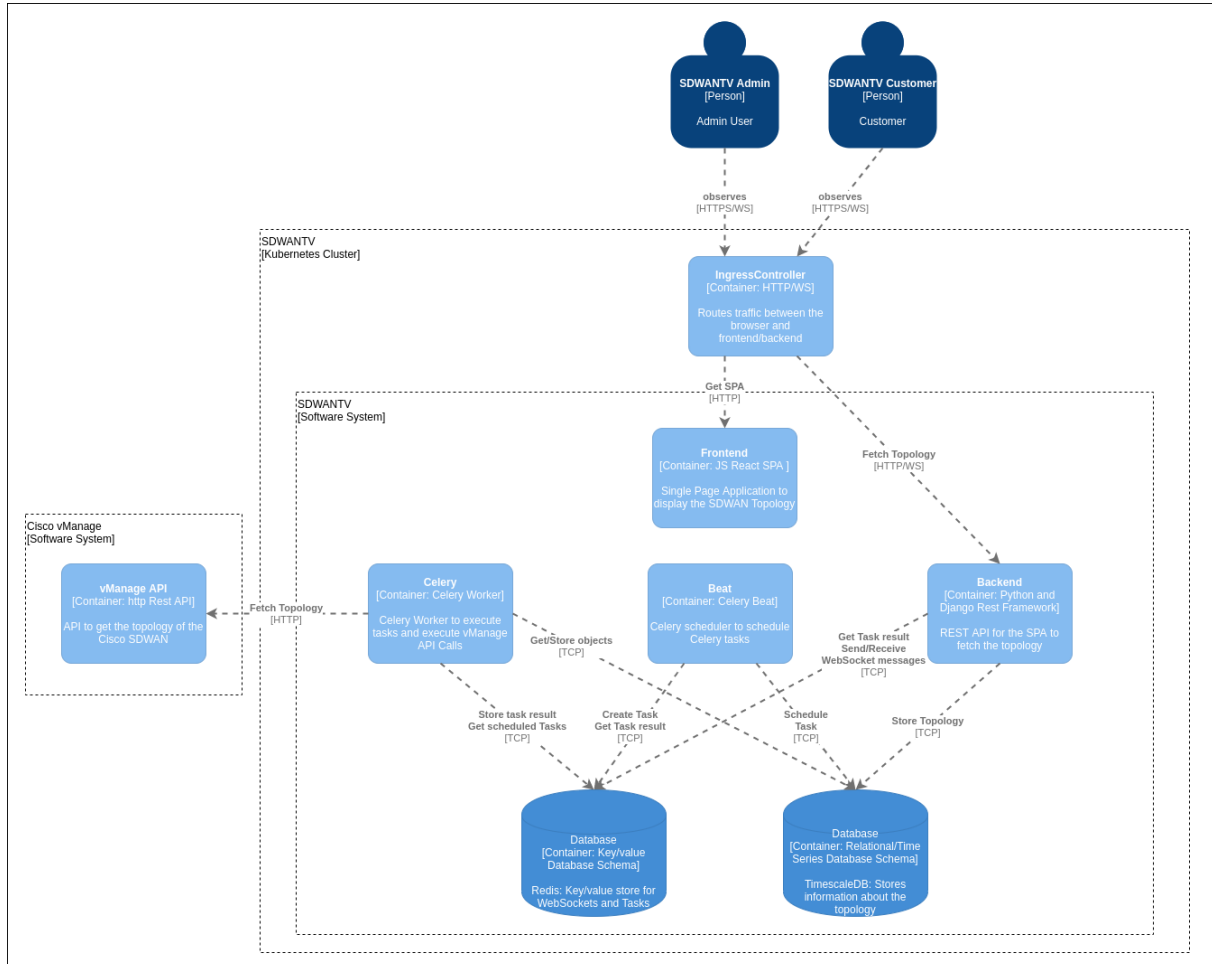 SDWANTV Admin
[Person]
Admin User
SDWANTV Customer
[Person]
Customer
observes
[HTTPS/WS]
observes
[HTTPS/WS]
SDWANTV
[Kubernetes Cluster]
IngressController
[Container: HTTP/WS]
Routes traffic between the
browser and
frontend/backend
Get SPA
[HTTP]
SDWANTV
[Software System]
Frontend
[Container: JS React SPA ]
Single Page Application to
display the SDWAN Topology
Fetch Topology
[HTTP/WS]
Cisco vManage
[Software System]
vManage API
[Container: http Rest API]
API to get the topology of the
Cisco SDWAN
Fetch Topology
[HTTP]
Celery
[Container: Celery Worker]
Celery Worker to execute
tasks and execute vManage
API Calls
Beat
[Container: Celery Beat]
Celery scheduler to schedule
Celery tasks
Backend
[Container: Python and
Django Rest Framework]
REST API for the SPA to
fetch the topology
Get/Store objects
[TCP]
Get Task result
Send/Receive
WebSocket messages
[TCP]
Store task result
Get scheduled Tasks
[TCP]
Create Task
Get Task result
[TCP]
Schedule
Task
[TCP]
Store Topology
[TCP]
Database
[Container: Key/value
Database Schema]
Redis: Key/value store for
WebSockets and Tasks
Database
[Container: Relational/Time
Series Database Schema]
TimescaleDB: Stores
information about the
topology